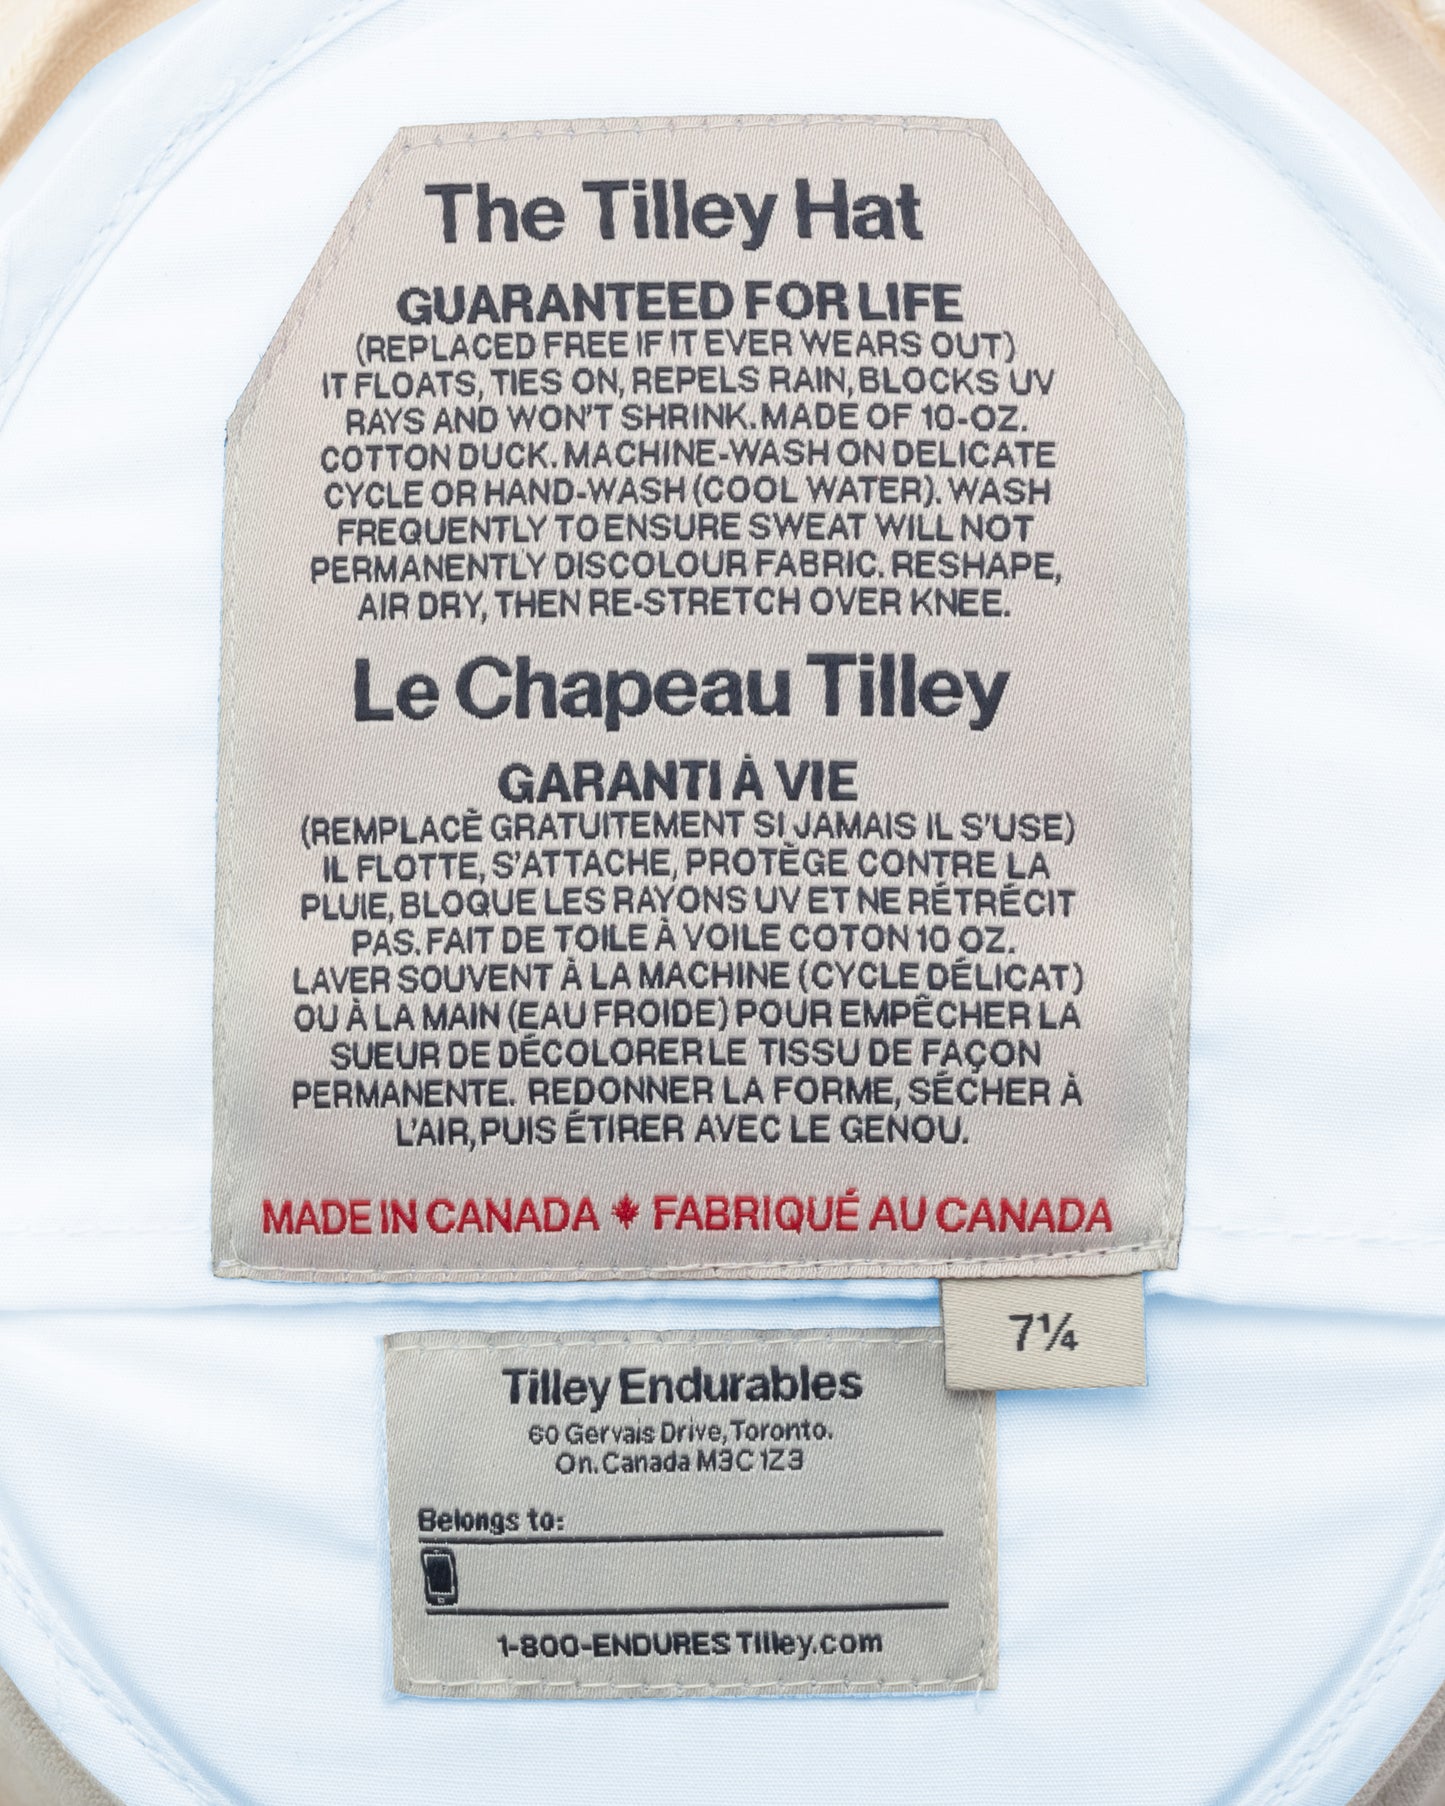 The Tilley Hat
GUARANTEED FOR LIFE
(REPLACED FREE IF IT EVER WEARS OUT)
IT FLOATS, TIES ON, REPELS RAIN, BLOCKS UV
RAYS AND WON'T SHRINK. MADE OF 10-OZ.
COTTON DUCK. MACHINE-WASH ON DELICATE
CYCLE OR HAND-WASH (COOL WATER). WASH
FREQUENTLY TO ENSURE SWEAT WILL NOT
PERMANENTLY DISCOLOUR FABRIC. RESHAPE,
AIR DRY, THEN RE-STRETCH OVER KNEE.
Le Chapeau Tilley
GARANTI À VIE
(REMPLACÈ GRATUITEMENT SI JAMAIS IL S'USE)
IL FLOTTE, S'ATTACHE, PROTÈGE CONTRE LA
PLUIE, BLOQUE LES RAYONS UV ET NE RÉTRÉCIT
PAS. FAIT DE TOILE À VOILE COTON 10 OZ.
LAVER SOUVENT À LA MACHINE (CYCLE DÉLICAT)
OU À LA MAIN (EAU FROIDE) POUR EMPÊCHER LA
SUEUR DE DÉCOLORER LE TISSU DE FAÇON
PERMANENTE. REDONNER LA FORME, SÉCHER À
L'AIR, PUIS ÉTIRER AVEC LE GENOU.
MADE IN CANADA FABRIQUÉ AU CANADA
7¼
Tilley Endurables
60 Gervais Drive, Toronto.
On. Canada M3C 1Z3
Belongs to:
1-800-ENDURES Tilley.com